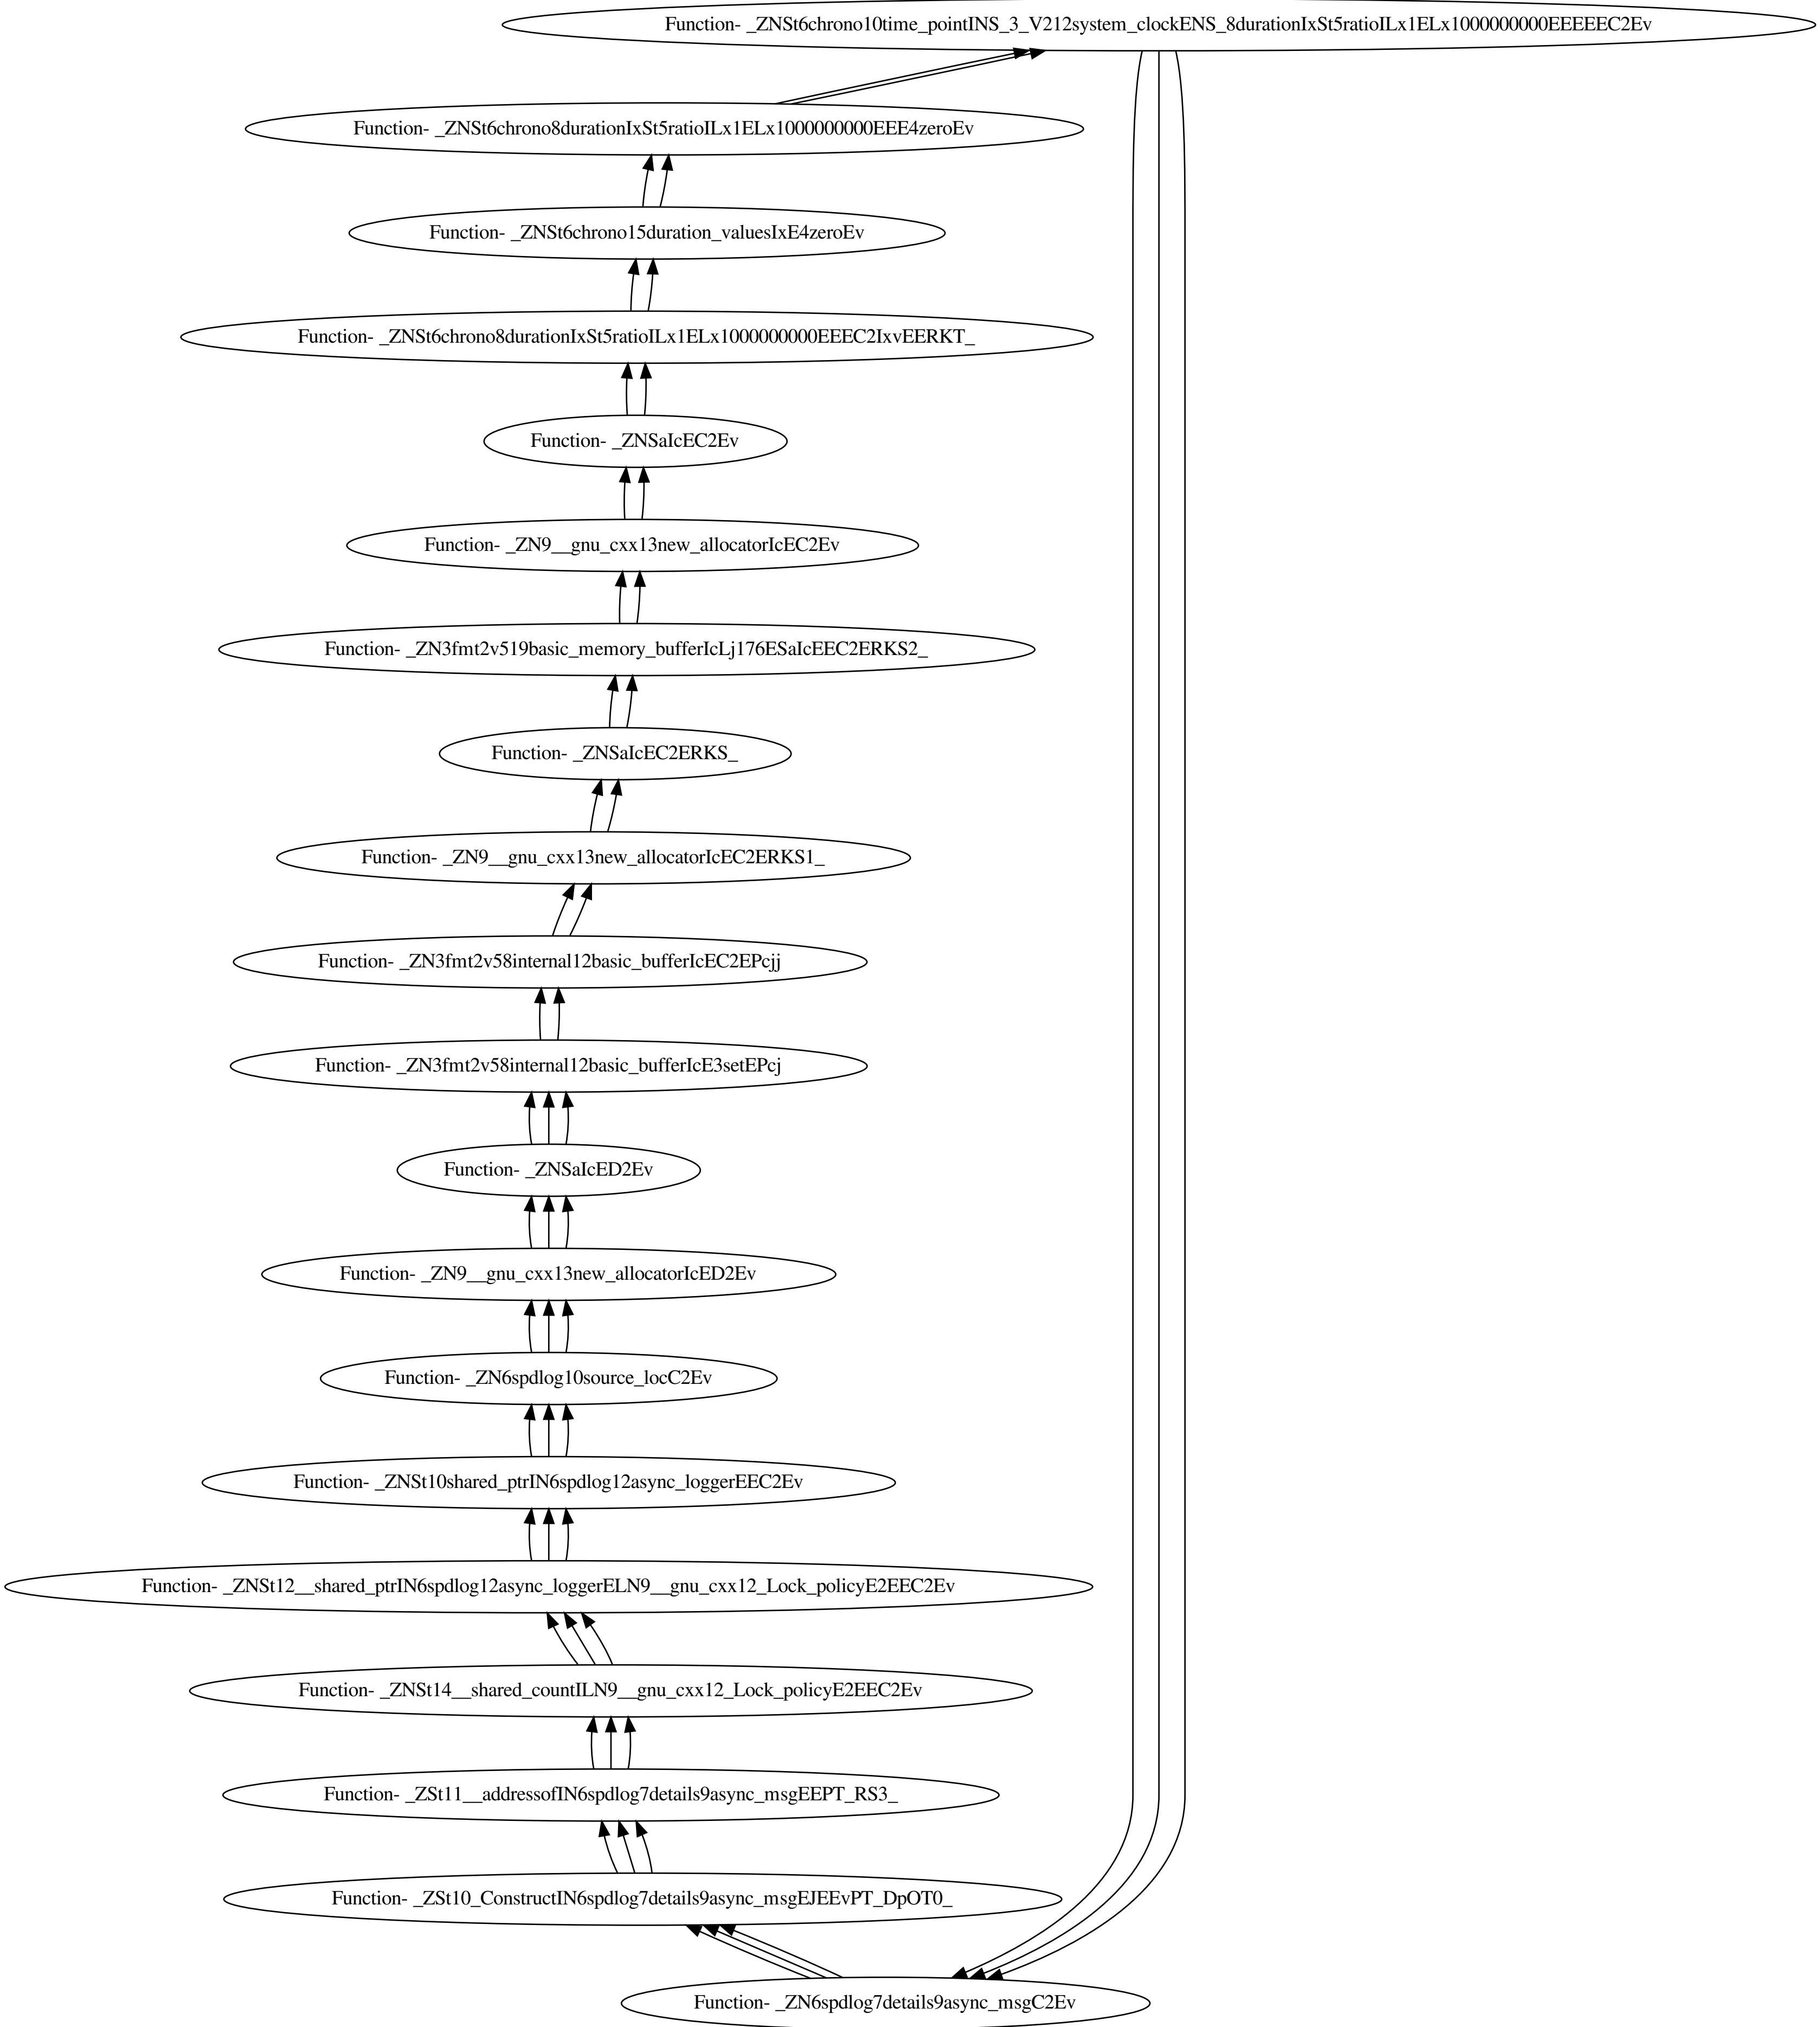 Function- _ZNSt6chrono10time_pointINS_3_V212system_clockENS_8durationIxSt5ratioILx1ELx1000000000EEEEEC2Ev
Function- _ZNSt6chrono8durationIxSt5ratioILx1ELx1000000000EEE4zeroEv
Function- _ZNSt6chrono15duration_valuesIxE4zeroEv
Function- _ZNSt6chrono8durationIxSt5ratioILx1ELx1000000000EEEC2IxvEERKT_
Function- _ZNSaIcEC2Ev
Function- _ZN9__gnu_cxx13new_allocatorIcEC2Ev
Function- _ZN3fmt2v519basic_memory_bufferIcLj176ESaIcEEC2ERKS2_
Function- _ZNSaIcEC2ERKS_
Function- _ZN9__gnu_cxx13new_allocatorIcEC2ERKS1_
Function- _ZN3fmt2v58internal12basic_bufferIcEC2EPcjj
Function- _ZN3fmt2v58internal12basic_bufferIcE3setEPcj
Function- _ZNSaIcED2Ev
Function- _ZN9__gnu_cxx13new_allocatorIcED2Ev
Function- _ZN6spdlog10source_locC2Ev
Function- _ZNSt10shared_ptrIN6spdlog12async_loggerEEC2Ev
Function- _ZNSt12__shared_ptrIN6spdlog12async_loggerELN9__gnu_cxx12_Lock_policyE2EEC2Ev
Function- _ZNSt14__shared_countILN9__gnu_cxx12_Lock_policyE2EEC2Ev
Function- _ZSt11__addressofIN6spdlog7details9async_msgEEPT_RS3_
Function- _ZSt10_ConstructIN6spdlog7details9async_msgEJEEvPT_DpOT0_
Function- _ZN6spdlog7details9async_msgC2Ev